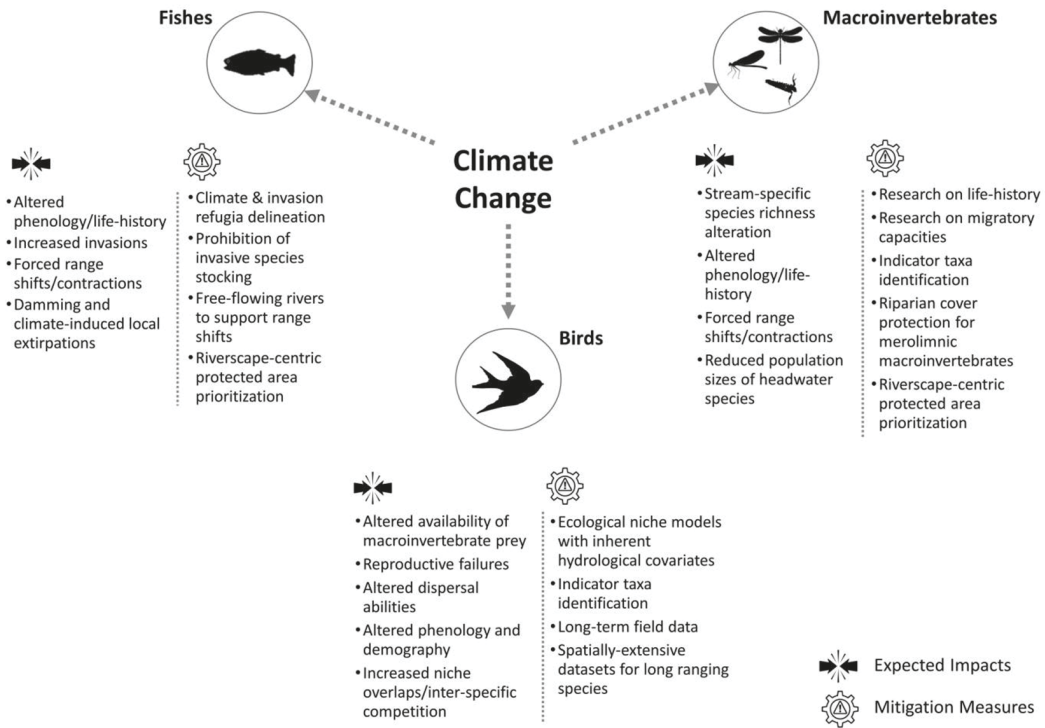 Fishes
Macroinvertebrates
Climate
Change
• Altered
phenology/life-history
• Increased invasions
• Forced range
shifts/contractions
• Damming and
climate-induced local
extirpations
• Climate & invasion
refugia delineation
• Prohibition of
invasive species
stocking
• Free-flowing rivers
to support range
shifts
• Riverscape-centric
protected area
prioritization
• Stream-specific
species richness
alteration
• Altered
phenology/life-
history
• Forced range
shifts/contractions
• Reduced population
sizes of headwater
species
• Research on life-history
• Research on migratory
capacities
• Indicator taxa
identification
• Riparian cover
protection for
merolimnic
macroinvertebrates
• Riverscape-centric
protected area
prioritization
Birds
• Altered availability of
macroinvertebrate prey
• Reproductive failures
• Altered dispersal
abilities
• Altered phenology and
demography
• Increased niche
overlaps/inter-specific
competition
• Ecological niche models
with inherent
hydrological covariates
• Indicator taxa
identification
• Long-term field data
• Spatially-extensive
datasets for long ranging
species
Expected Impacts
Mitigation Measures